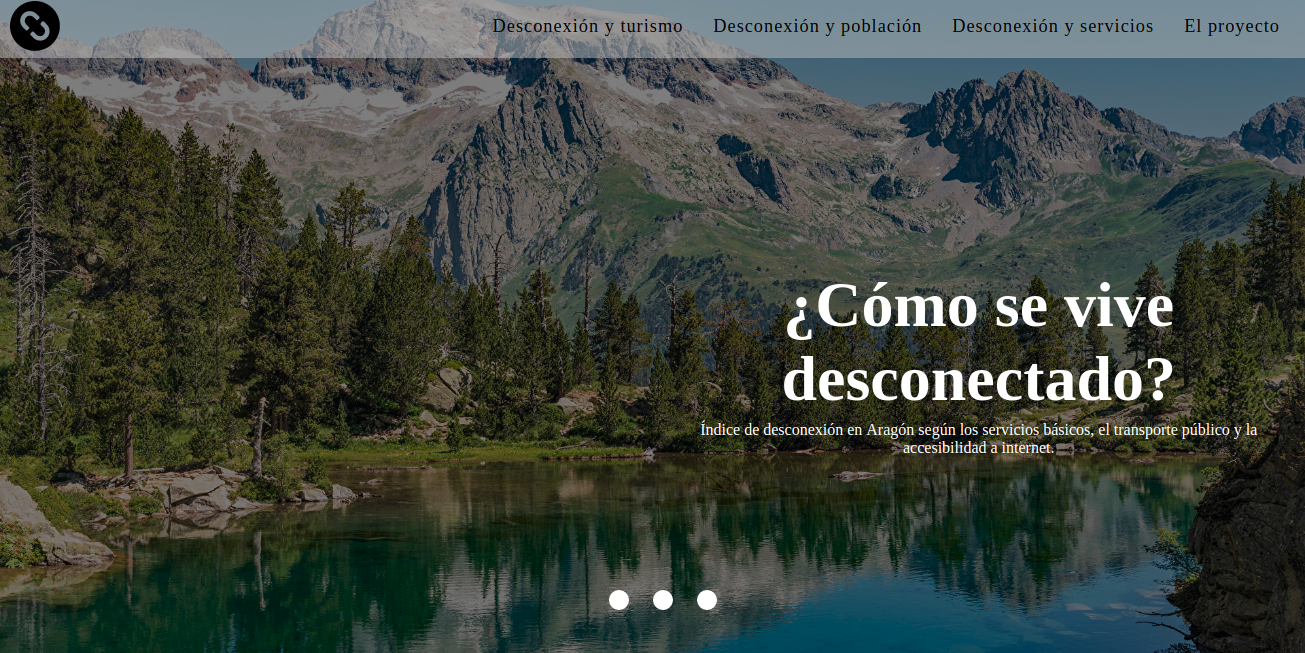 Desconexión y turismo
Desconexión y población
Desconexión y servicios
El proyecto
¿Cómo se vive
desconectado?
Índice de desconexión en Aragón según los servicios básicos, el transporte público y la
accesibilidad a internet.